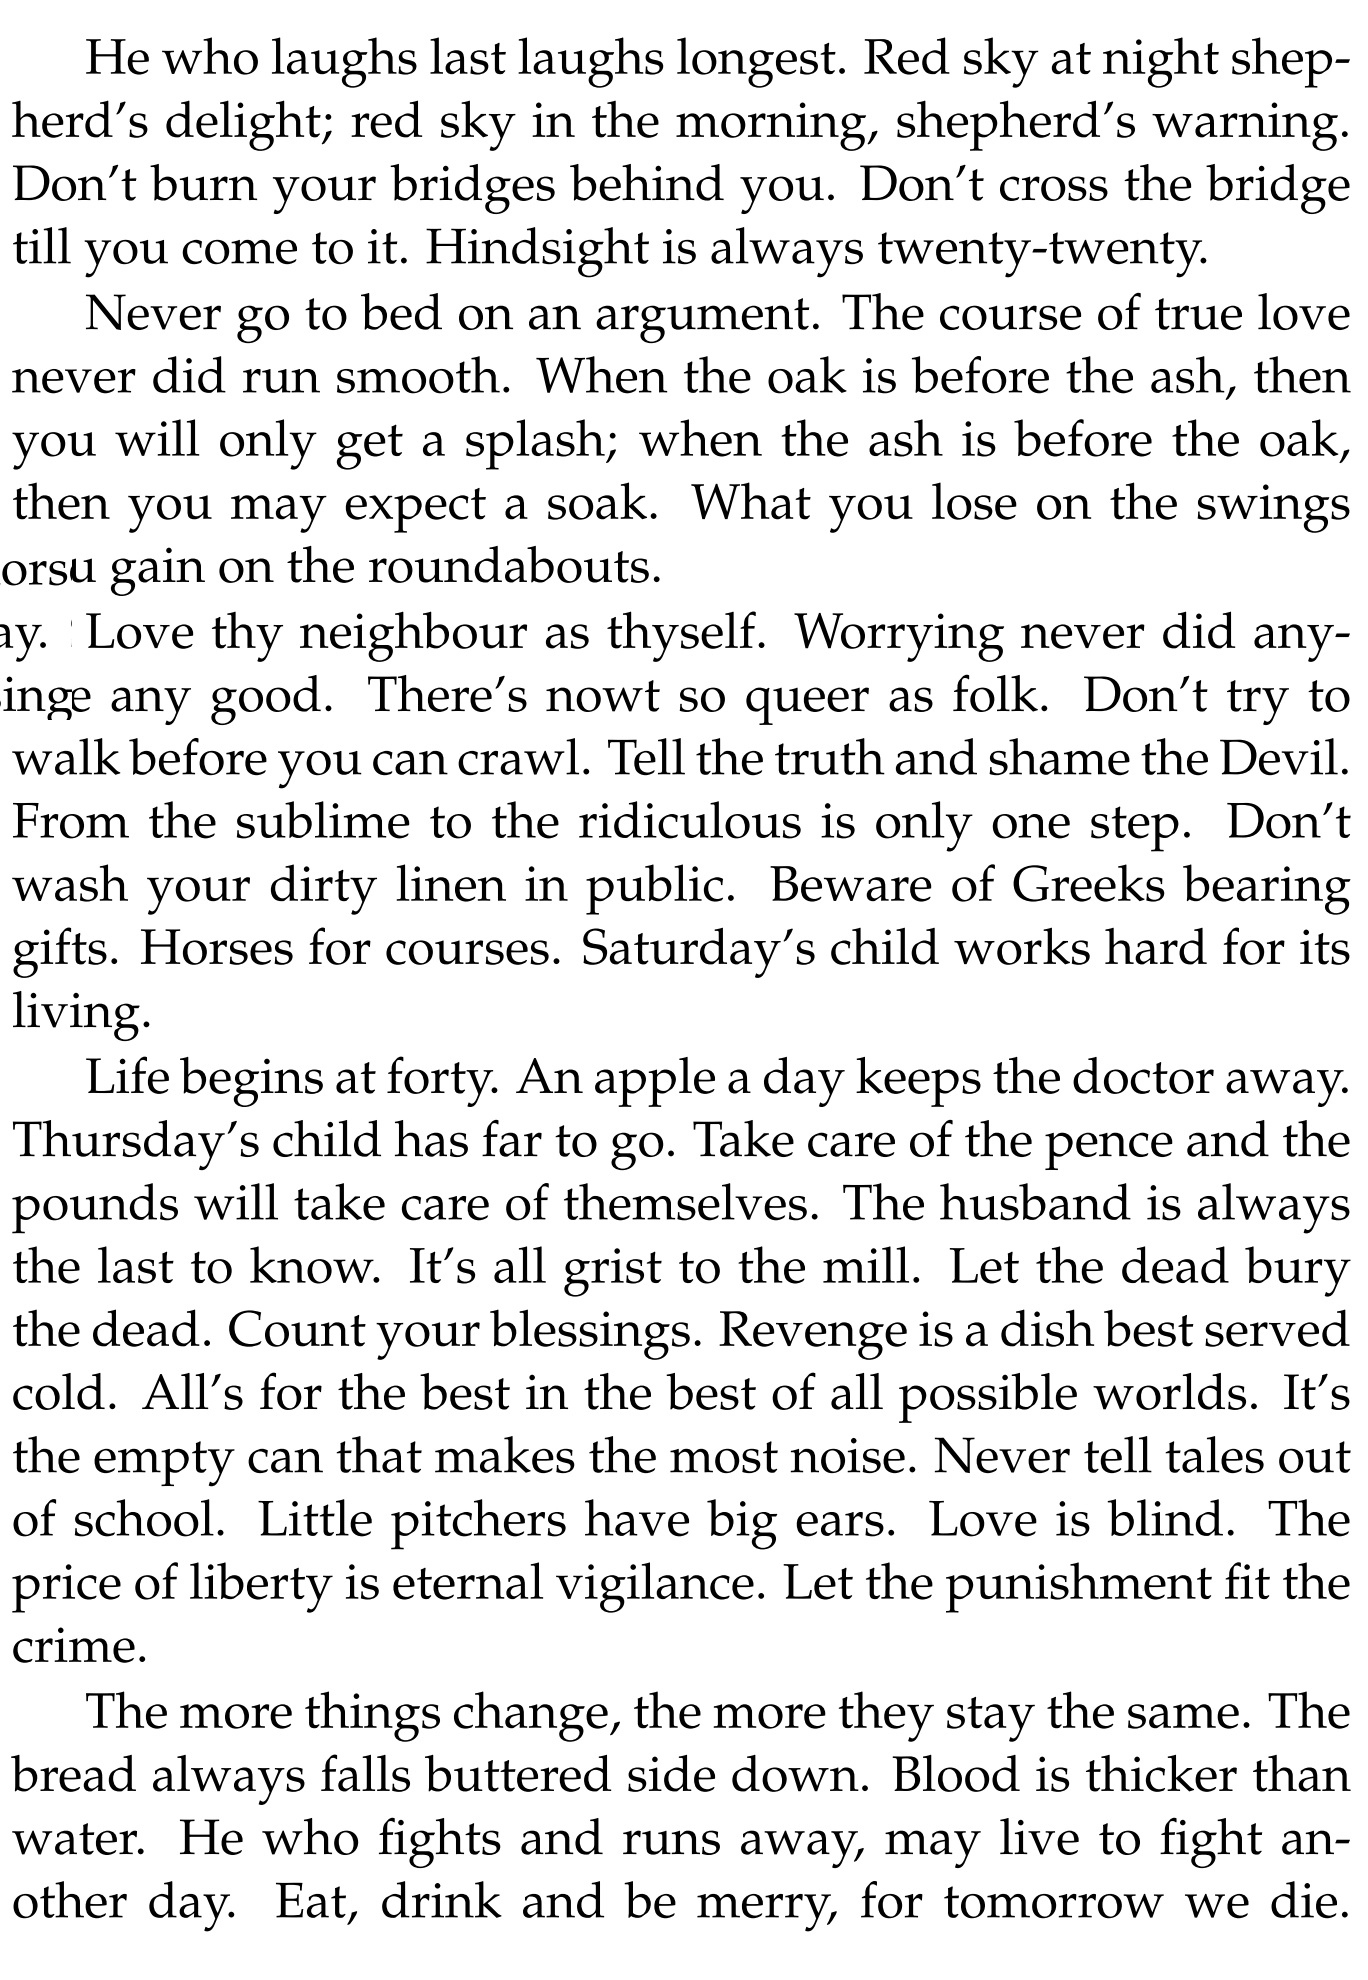 He who laughs last laughs longest. Red sky at night shep-
herd's delight; red sky in the morning, shepherd's warning.
Don't burn your bridges behind you. Don't cross the bridge
till you come to it. Hindsight is always twenty-twenty.
Never go to bed on an argument. The course of true love
never did run smooth. When the oak is before the ash, then
you will only get a splash; when the ash is before the oak,
then you may expect a soak. What you lose on the swings
gain on the roundabouts.
Love thy neighbour as thyself. Worrying never did any-
any good. There's nowt so queer as folk. Don't try to
walk before you can crawl. Tell the truth and shame the Devil.
From the sublime to the ridiculous is only one step. Don't
wash your dirty linen in public. Beware of Greeks bearing
gifts. Horses for courses. Saturday's child works hard for its
living.
Life begins at forty. An apple a day keeps the doctor away.
Thursday's child has far to go. Take care of the pence and the
pounds will take care of themselves. The husband is always
the last to know. It's all grist to the mill. Let the dead bury
the dead. Count your blessings. Revenge is a dish best served
cold. All's for the best in the best of all possible worlds. It's
the empty can that makes the most noise. Never tell tales out
of school. Little pitchers have big ears. Love is blind. The
price of liberty is eternal vigilance. Let the punishment fit the
crime.
The more things change, the more they stay the same. The
bread always falls buttered side down. Blood is thicker than
water. He who fights and runs away, may live to fight an-
other day. Eat, drink and be merry, for tomorrow we die.